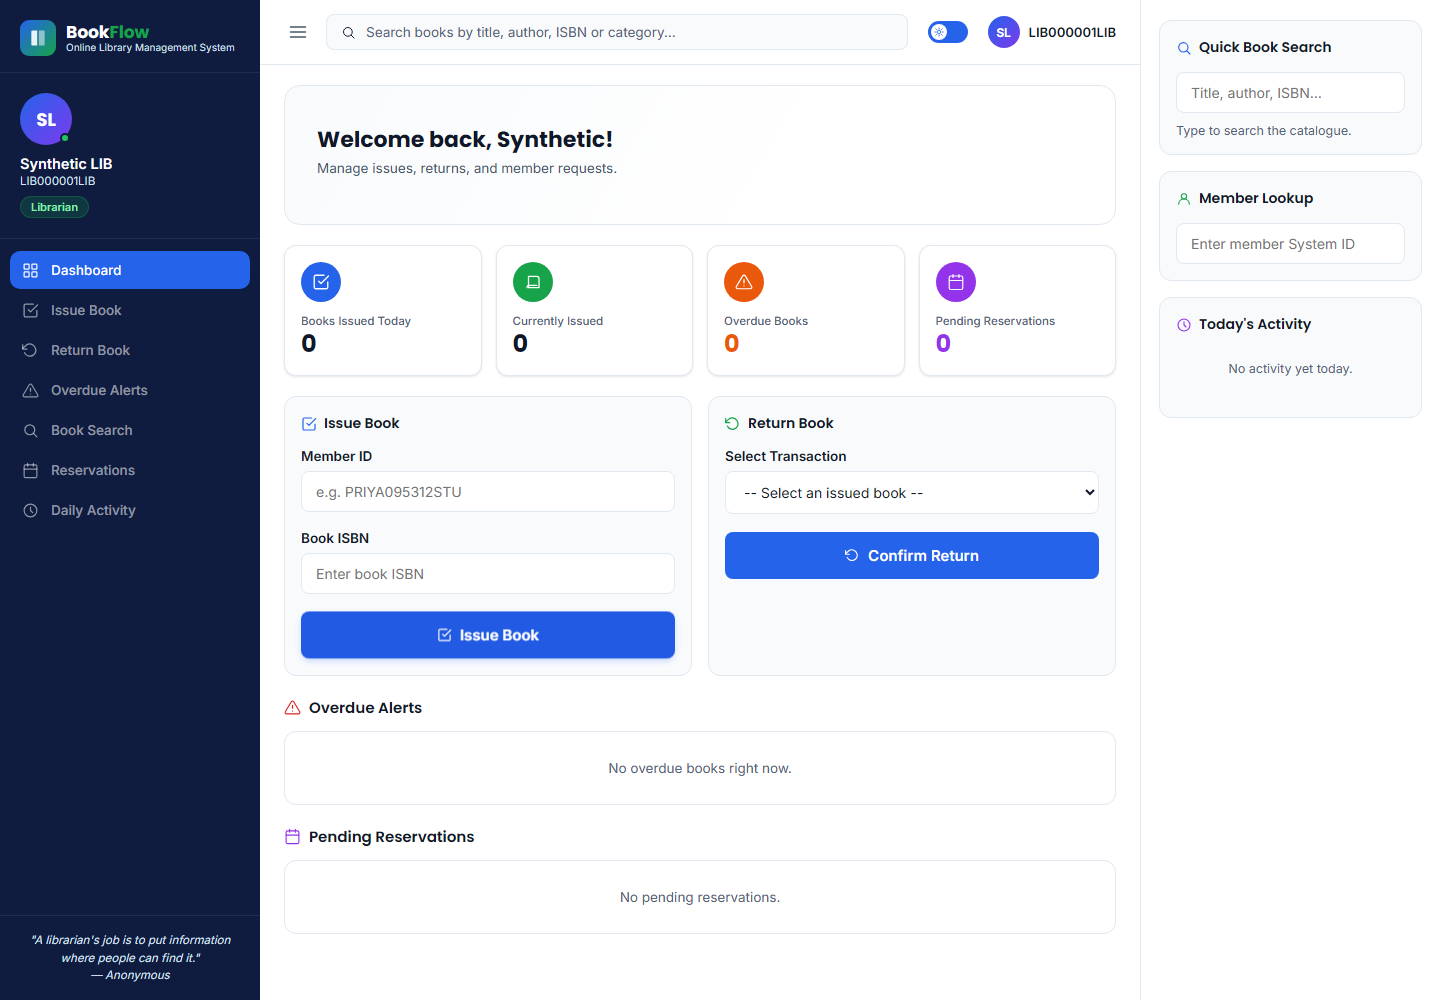 BookFlow
Online Library Management System
SL
Synthetic LIB
LIB000001LIB
Librarian
Dashboard
Issue Book
Return Book
Overdue Alerts
Book Search
Reservations
Daily Activity
"A librarian's job is to put information
where people can find it."
— Anonymous
Search books by title, author, ISBN or category...
SL
LIB000001LIB
Welcome back, Synthetic!
Manage issues, returns, and member requests.
Books Issued Today
0
Currently Issued
0
Overdue Books
0
Pending Reservations
0
Issue Book
Member ID
e.g. PRIYA095312STU
Book ISBN
Enter book ISBN
Issue Book
Return Book
Select Transaction
-- Select an issued book --
Confirm Return
Overdue Alerts
No overdue books right now.
Pending Reservations
No pending reservations.
Quick Book Search
Title, author, ISBN...
Type to search the catalogue.
Member Lookup
Enter member System ID
Today's Activity
No activity yet today.